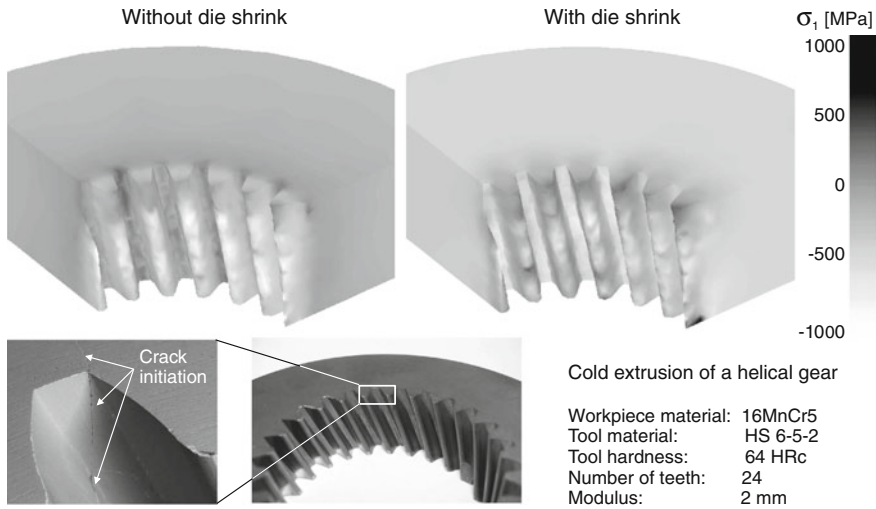 Without die shrink
With die shrink
σ1 [MPa]
1000
500
0
-500
-1000
Crack
initiation
Cold extrusion of a helical gear
Workpiece material: 16MnCr5
Tool material: HS 6-5-2
Tool hardness: 64 HRc
Number of teeth: 24
Modulus: 2 mm